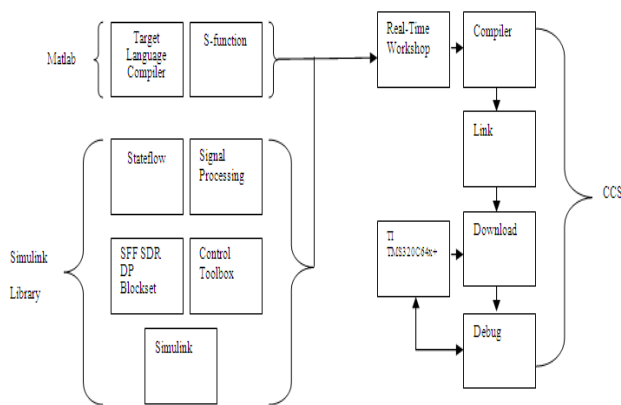 Matlab
Target
Language
Compiler
S-function
Real-Time
Workshop
Compiler
Link
Simulink
Library
Stateflow
Signal
Processing
SFF SDR
DP
Blockset
Control
Toolbox
Simulink
TI
TMS320C64x+
Download
Debug
CCS